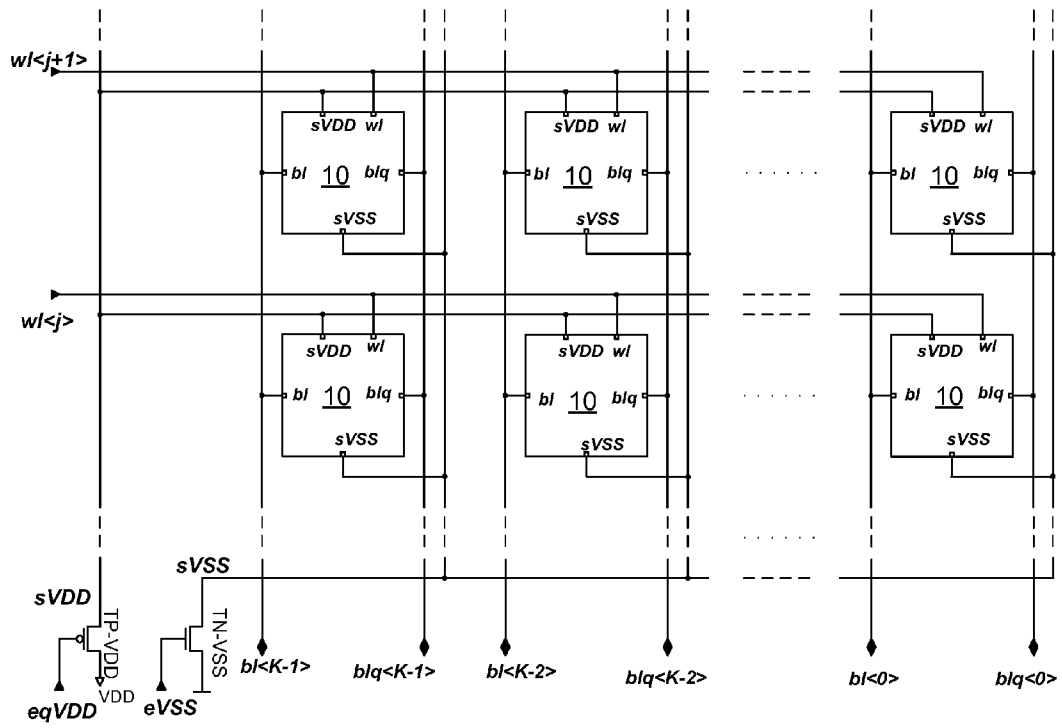 wl<j+1>
sVDD wl sVDD wl sVDD wl
bl 10 blq bl 10 blq bl 10 blq
sVSS sVSS sVSS
wl<j>
sVDD wl sVDD wl sVDD wl
bl 10 blq bl 10 blq bl 10 blq
sVSS sVSS sVSS
sVSS
sVDD
TP-VDD
TN-VSS
VDD
eqVDD
eVSS
bl<K-1>
blq<K-1>
bl<K-2>
blq<K-2>
bl<0>
blq<0>